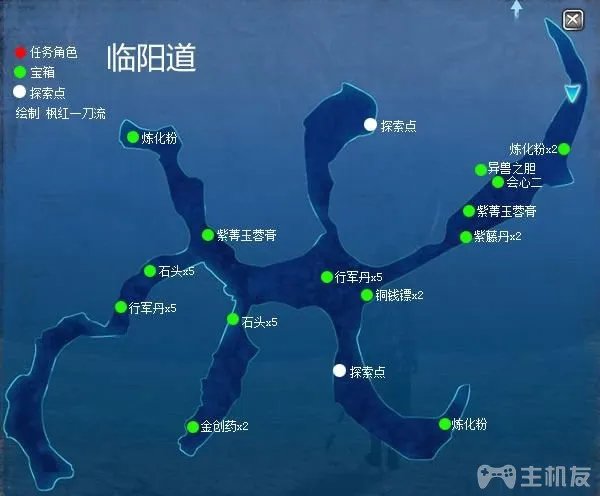 临阳道
任务角色
宝箱
探索点
绘制 枫红一刀流
炼化粉
探索点
炼化粉x2
异兽之胆
会心二
紫菁玉蓉膏
紫藤丹x2
紫菁玉蓉膏
石头x5
行军丹x5
行军丹x5
铜钱镖x2
石头x5
探索点
金创药x2
炼化粉
主机友